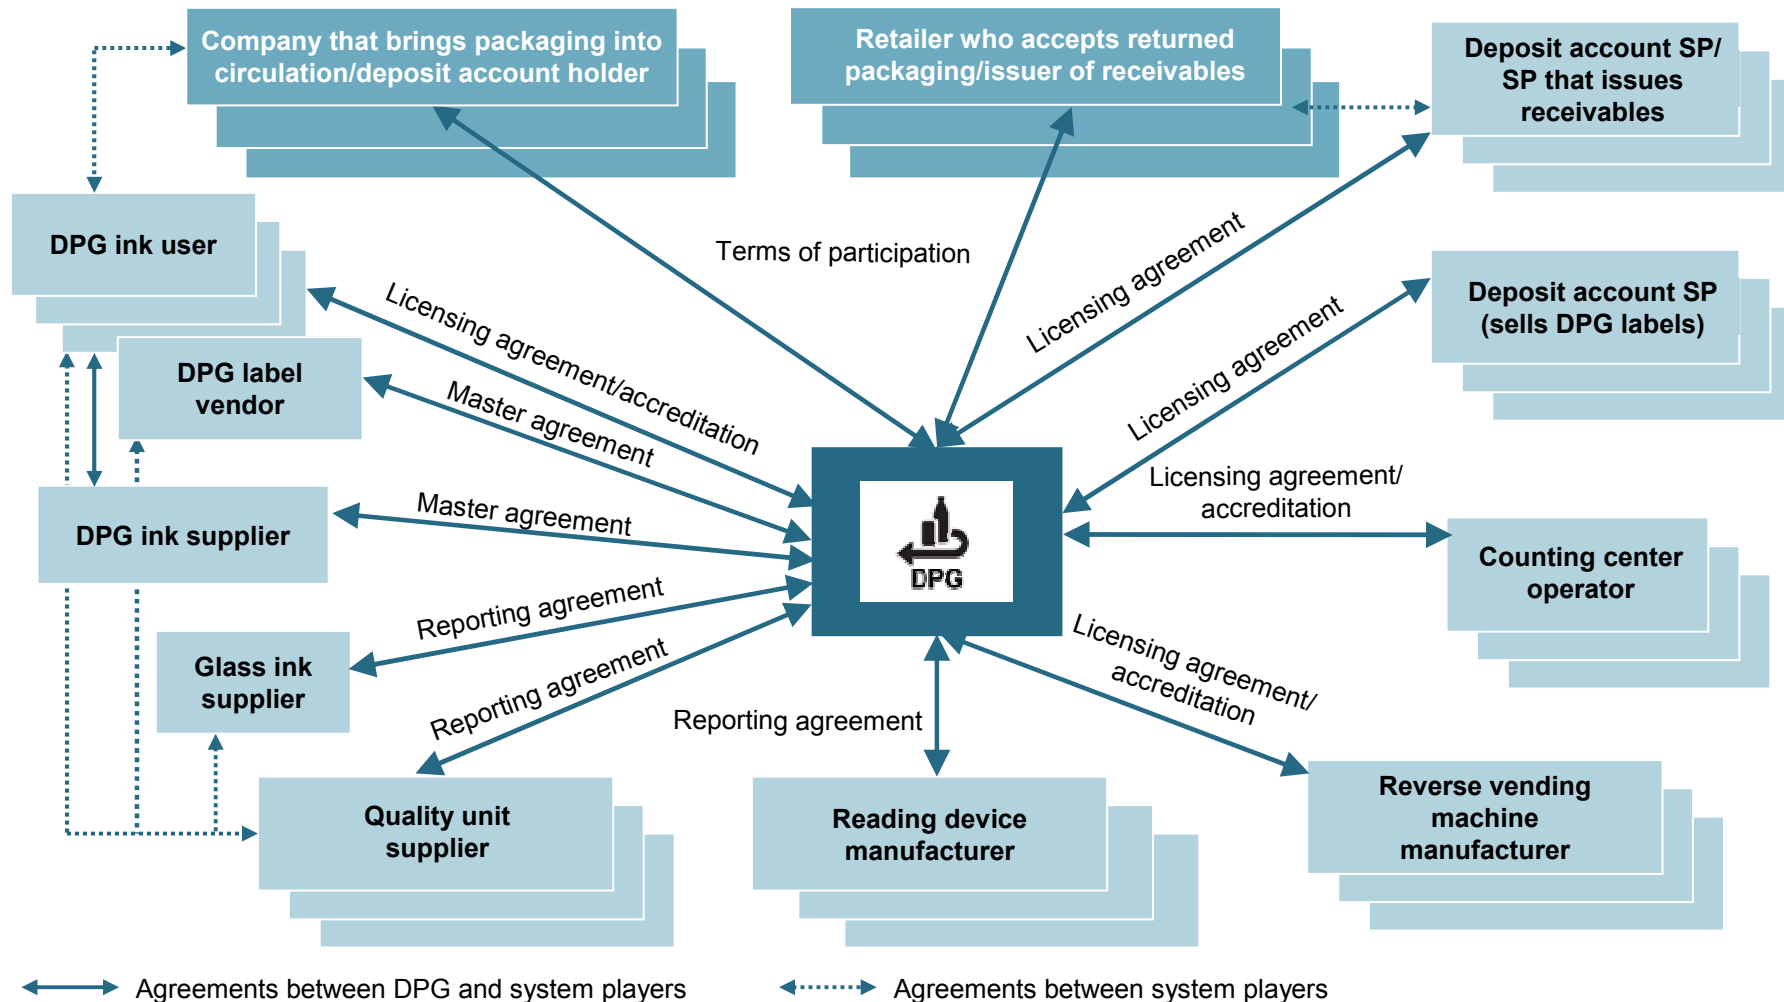 Company that brings packaging into
circulation/deposit account holder
Retailer who accepts returned
packaging/issuer of receivables
Deposit account SP/
SP that issues
receivables
DPG ink user
Terms of participation
Licensing agreement
Deposit account SP
(sells DPG labels)
Licensing agreement/accreditation
Licensing agreement
DPG label
vendor
Master agreement
Licensing agreement/
accreditation
DPG ink supplier
Master agreement
DPG
Counting center
operator
Reporting agreement
Glass ink
supplier
Reporting agreement
Reporting agreement
Licensing agreement/
accreditation
Quality unit
supplier
Reading device
manufacturer
Reverse vending
machine
manufacturer
Agreements between DPG and system players
Agreements between system players